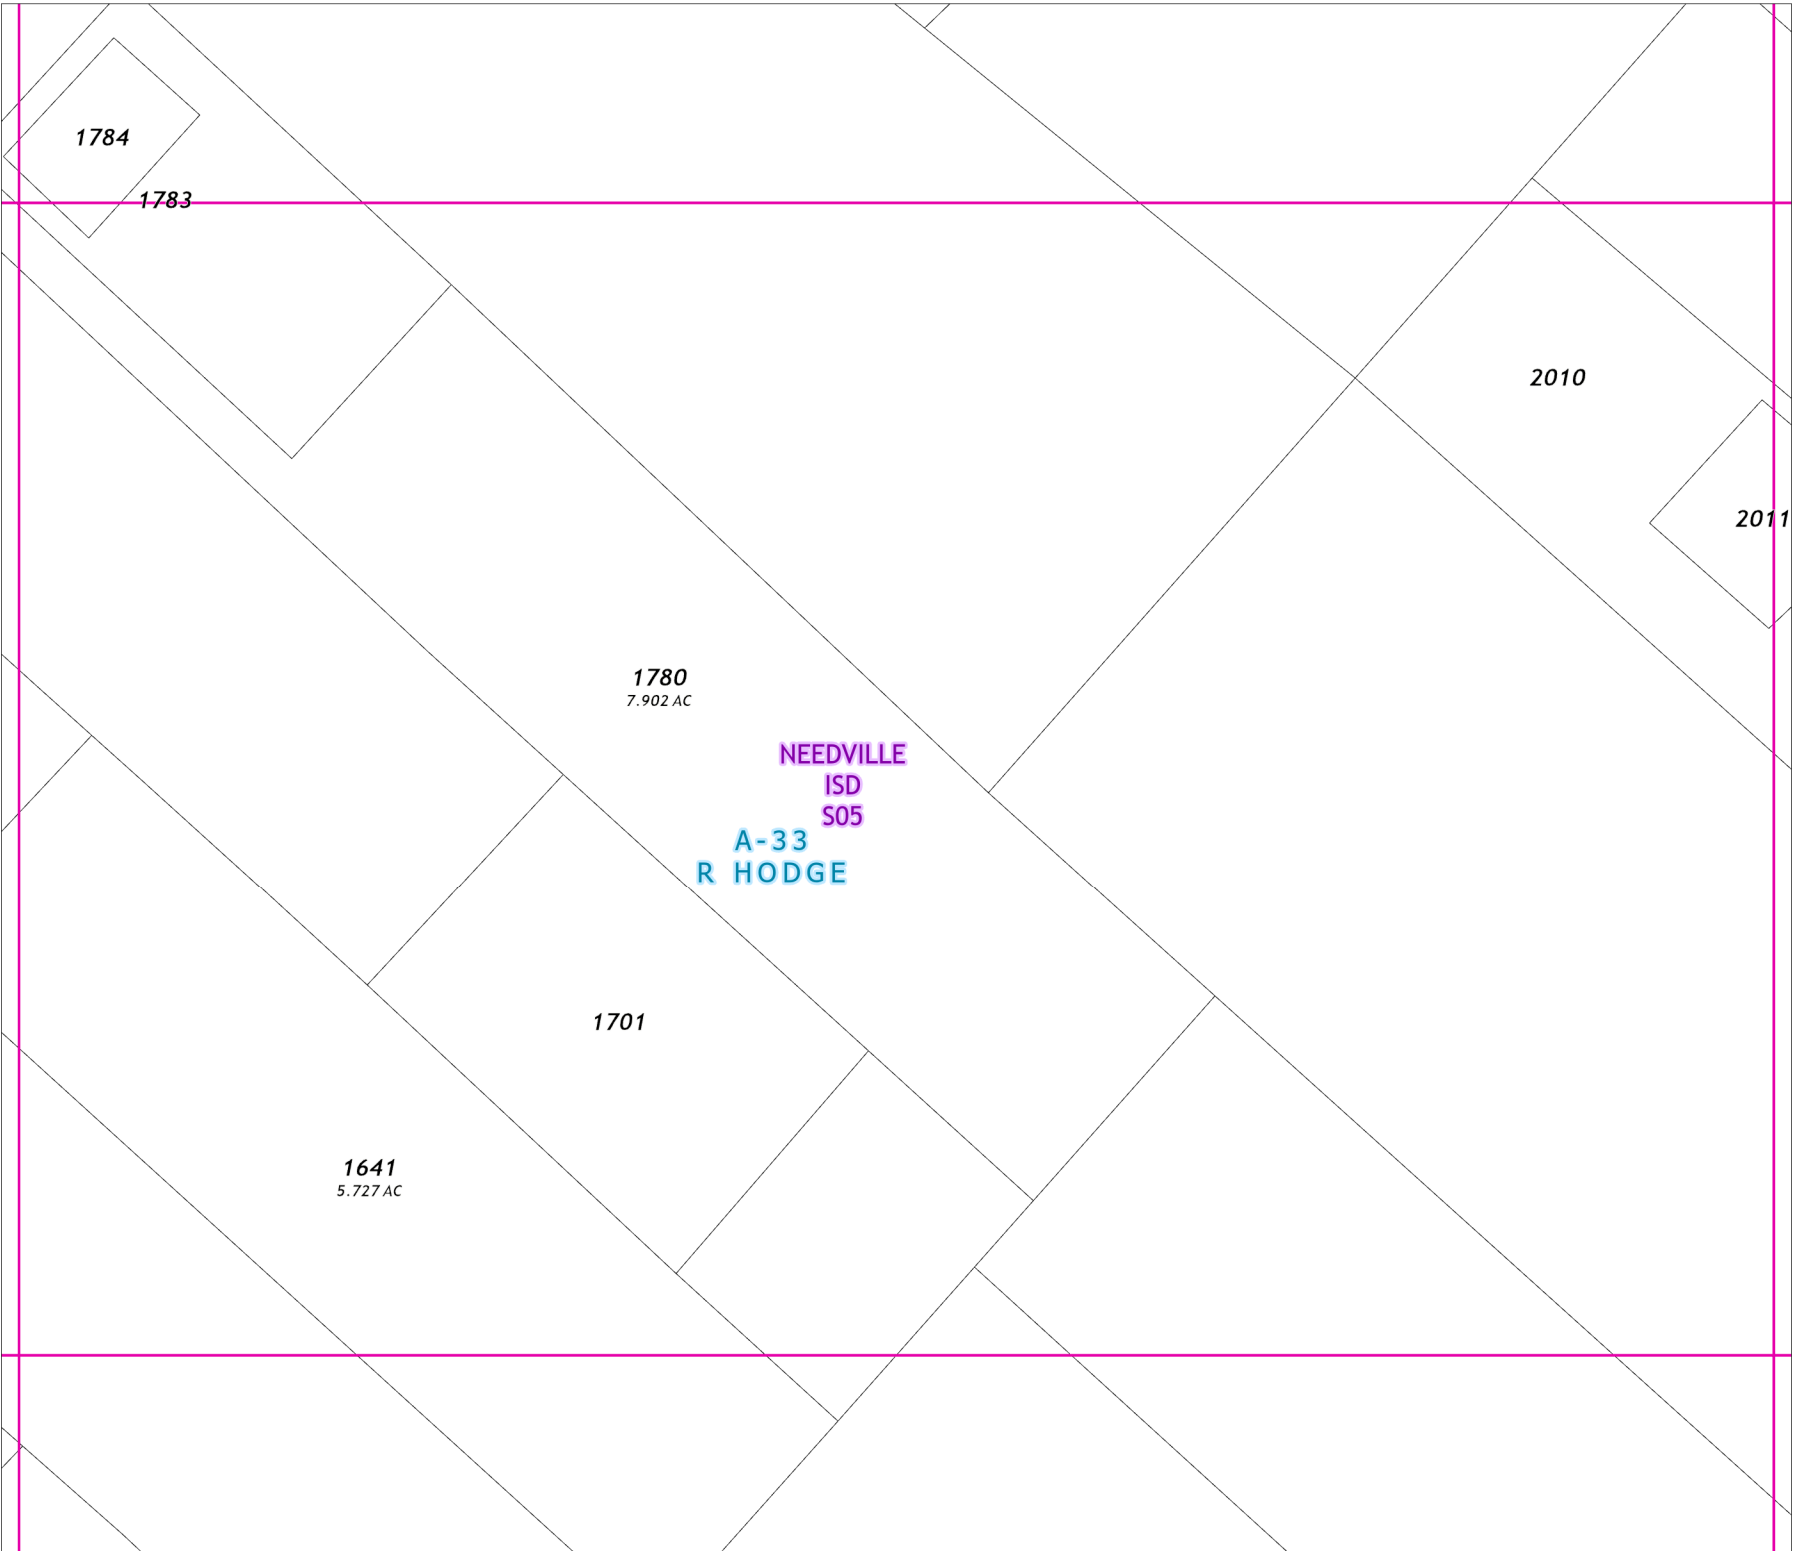 1784
1783
2010
2011
1780
7.902 AC
NEEDVILLE
ISD
S05
A-33
R HODGE
1701
1641
5.727 AC